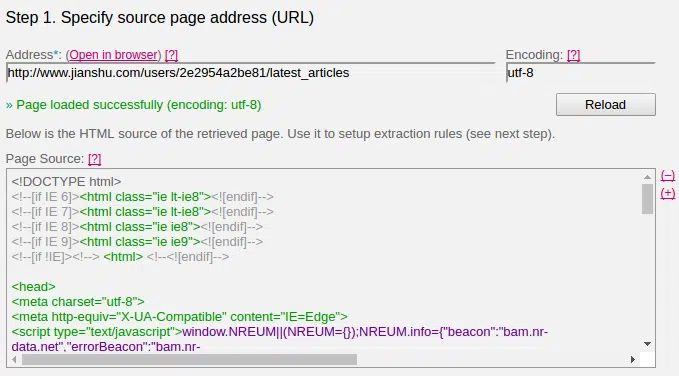 Step 1. Specify source page address (URL)
Address*: (Open in browser) [?]
Encoding: [?]
http://www.jianshu.com/users/2e2954a2be81/latest_articles
utf-8
» Page loaded successfully (encoding: utf-8)
Reload
Below is the HTML source of the retrieved page. Use it to setup extraction rules (see next step).
Page Source: [?]
(–)
(+)
<!DOCTYPE html>
<!--[if IE 6]><html class="ie lt-ie8"><![endif]-->
<!--[if IE 7]><html class="ie lt-ie8"><![endif]-->
<!--[if IE 8]><html class="ie ie8"><![endif]-->
<!--[if IE 9]><html class="ie ie9"><![endif]-->
<!--[if !IE]><!--> <html> <!--<![endif]-->
<head>
<meta charset="utf-8">
<meta http-equiv="X-UA-Compatible" content="IE=Edge">
<script type="text/javascript">window.NREUM||(NREUM={});NREUM.info={"beacon":"bam.nr-
data.net","errorBeacon":"bam.nr-